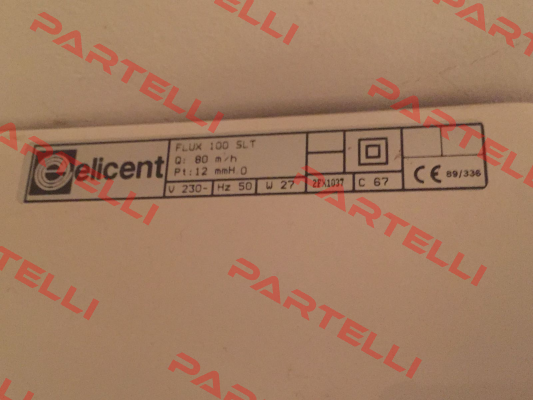 PARTELLI
PARTELLI
elicent
FLUX 100 SLT
Q: 80 m/h
Pt:12 mmH O
V 230~ Hz 50 W 27 2EX1037 C 67
CE 89/336
PARTELLI
PARTELLI
PARTELLI
PARTELLI